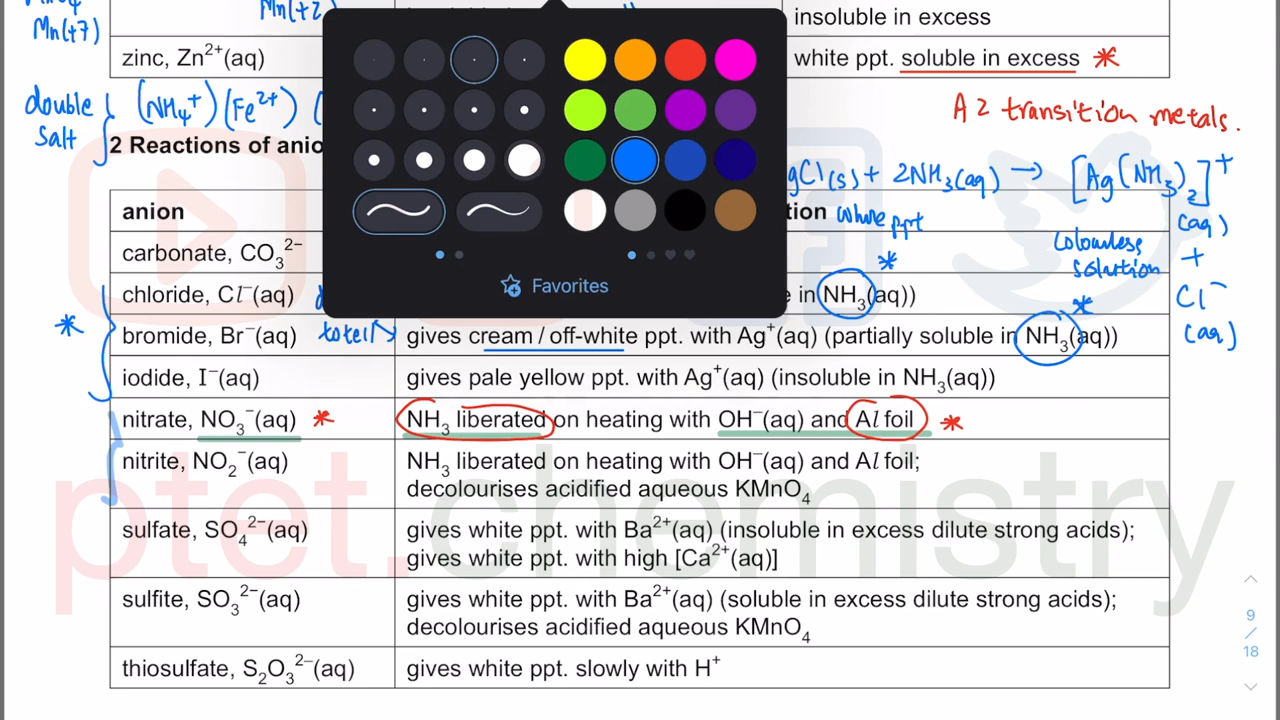 Mn(+7)
Mn(+2
insoluble in excess
zinc, Zn²⁺(aq)
white ppt. soluble in excess *
double salt
(NH₄⁺)(Fe²⁺) (
A2 transition metals.
2 Reactions of anio
gCl(s) + 2NH₃(aq) → [Ag(NH₃)₂]⁺
(aq)
+
Cl⁻
(aq)
anion
tion
white ppt
*
colourless
solution
*
carbonate, CO₃²⁻
*
chloride, Cl⁻(aq)
e in NH₃(aq))
bromide, Br⁻(aq)
to tell
gives cream / off-white ppt. with Ag⁺(aq) (partially soluble in NH₃(aq))
iodide, I⁻(aq)
gives pale yellow ppt. with Ag⁺(aq) (insoluble in NH₃(aq))
nitrate, NO₃⁻(aq) *
NH₃ liberated on heating with OH⁻(aq) and Al foil *
nitrite, NO₂⁻(aq)
NH₃ liberated on heating with OH⁻(aq) and Al foil;
decolourises acidified aqueous KMnO₄
sulfate, SO₄²⁻(aq)
gives white ppt. with Ba²⁺(aq) (insoluble in excess dilute strong acids);
gives white ppt. with high [Ca²⁺(aq)]
sulfite, SO₃²⁻(aq)
gives white ppt. with Ba²⁺(aq) (soluble in excess dilute strong acids);
decolourises acidified aqueous KMnO₄
thiosulfate, S₂O₃²⁻(aq)
gives white ppt. slowly with H⁺
Favorites
ptet.chemistry
9
/
18